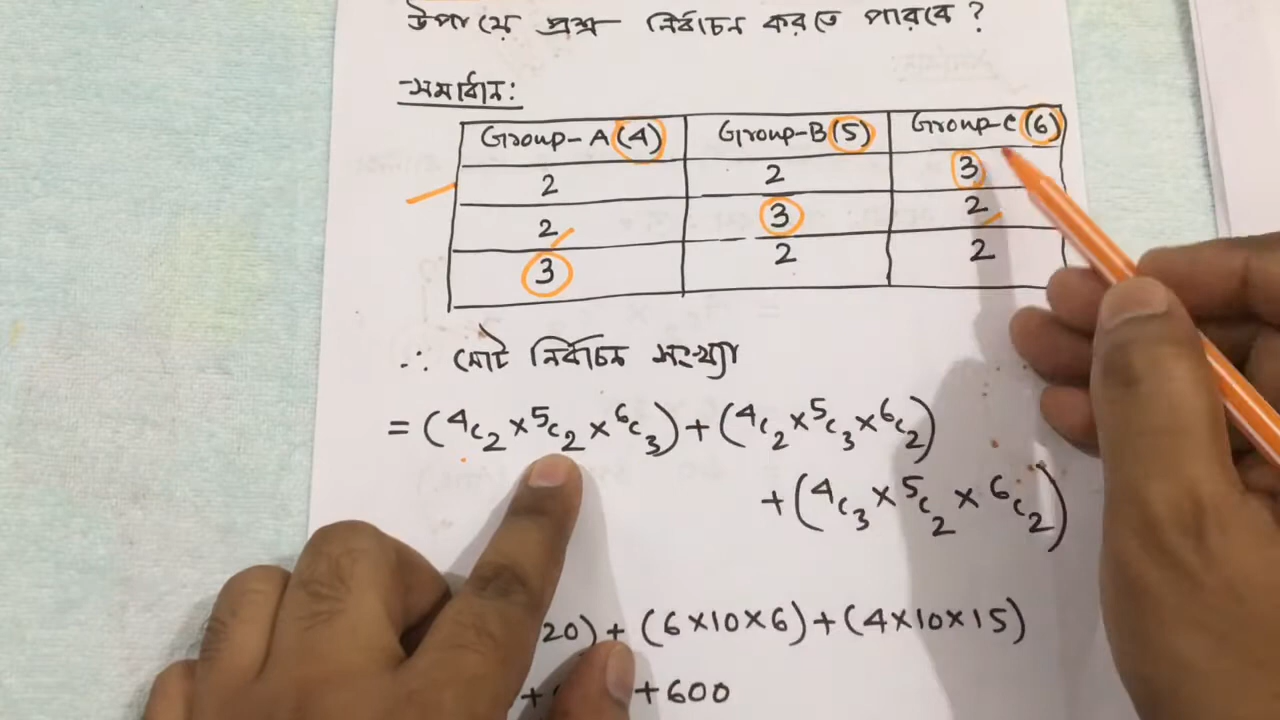 উপায়ে প্রশ্ন নির্বাচন করতে পারবে ?
সমাধান:
Group-A (4) Group-B (5) Group-C (6)
2 2 3
2 3 2
3 2 2
∴ মোট নির্বাচন সংখ্যা
= (⁴C₂ × ⁵C₂ × ⁶C₃) + (⁴C₂ × ⁵C₃ × ⁶C₂)
+ (⁴C₃ × ⁵C₂ × ⁶C₂)
20) + (6×10×6) + (4×10×15)
+ +600